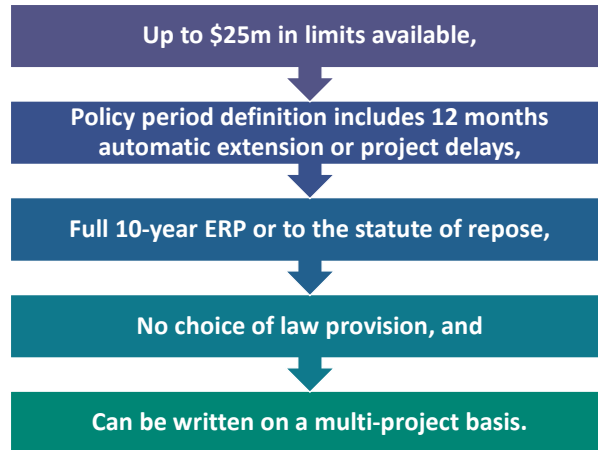 Up to $25m in limits available,
Policy period definition includes 12 months
automatic extension or project delays,
Full 10-year ERP or to the statute of repose,
No choice of law provision, and
Can be written on a multi-project basis.